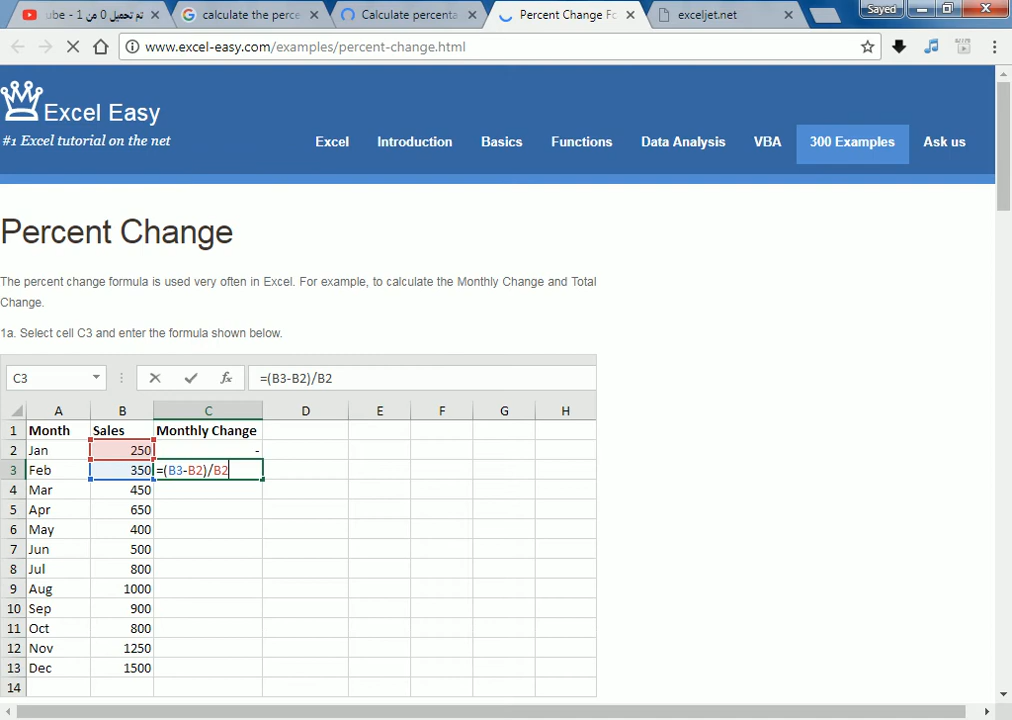 ube - 1 تم تحميل 0 من
calculate the perce
Calculate percenta
Percent Change Fo
exceljet.net
Sayed
www.excel-easy.com/examples/percent-change.html
Excel Easy
#1 Excel tutorial on the net
Excel Introduction Basics Functions Data Analysis VBA 300 Examples Ask us
Percent Change
The percent change formula is used very often in Excel. For example, to calculate the Monthly Change and Total
Change.
1a. Select cell C3 and enter the formula shown below.
C3 fx =(B3-B2)/B2
A B C D E F G H
1 Month Sales Monthly Change
2 Jan 250 -
3 Feb 350 =(B3-B2)/B2
4 Mar 450
5 Apr 650
6 May 400
7 Jun 500
8 Jul 800
9 Aug 1000
10 Sep 900
11 Oct 800
12 Nov 1250
13 Dec 1500
14